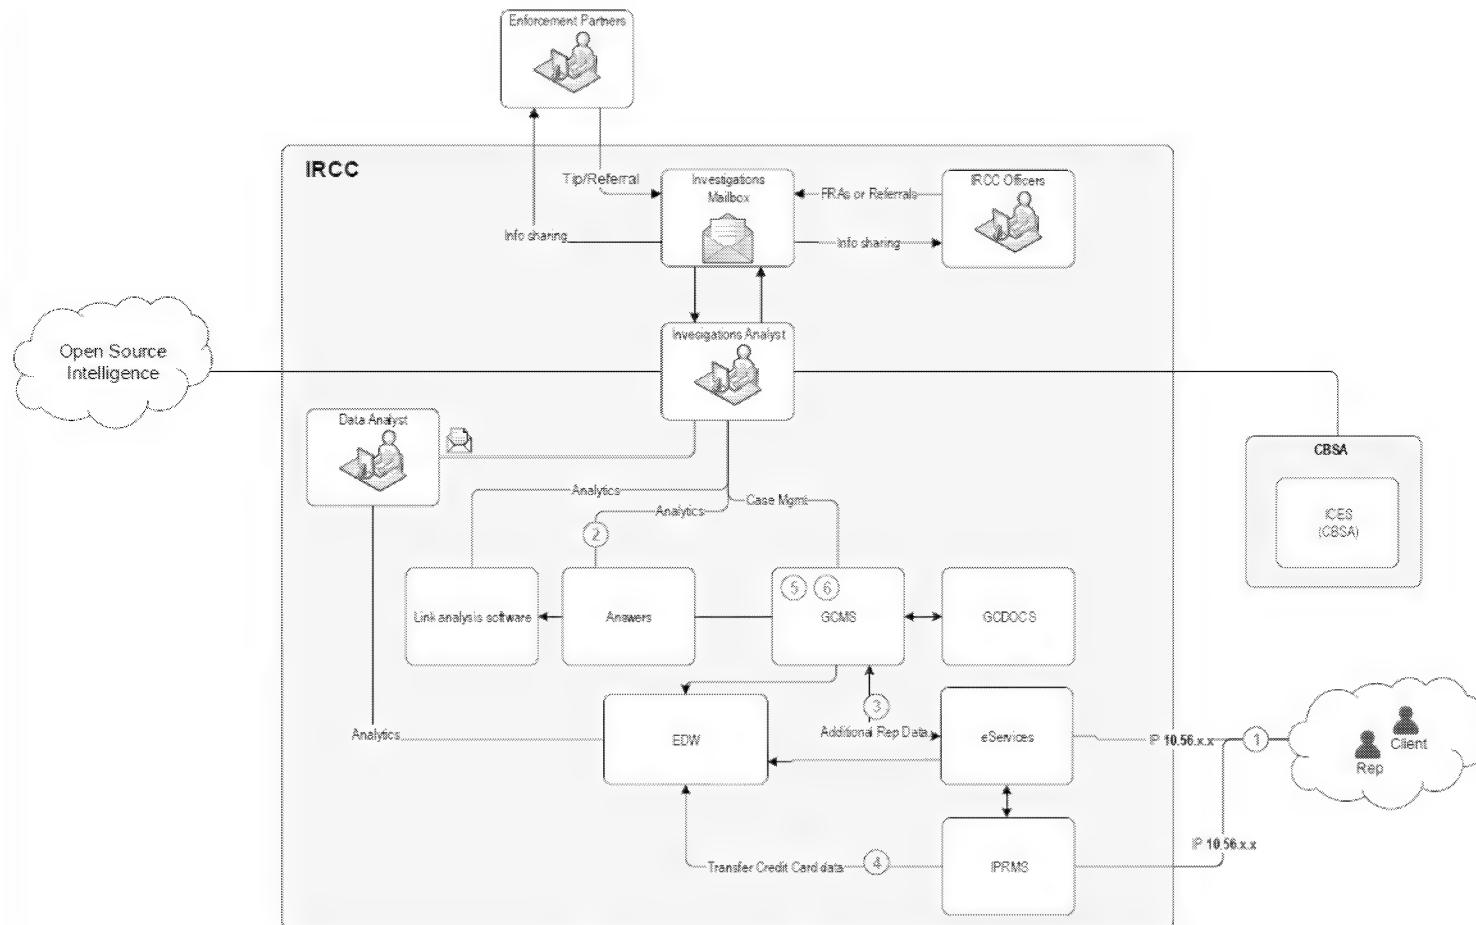 Enforcement Partners
IRCC
Tip/Referral
Investigations
Mailbox
FRAs or Referrals
IRCC Officers
Info sharing
Info sharing
Open Source
Intelligence
Invesigations Analyst
Data Analyst
CBSA
ICES
(CBSA)
Analytics
Case Mgmt
Analytics
2
5
6
Link analysis software
Answers
GCMS
GCDOCS
3
Additional Rep Data
EDW
eServices
Analytics
IP 10.56.x.x
1
Client
Rep
IP 10.56.x.x
Transfer Credit Card data
4
IPRMS